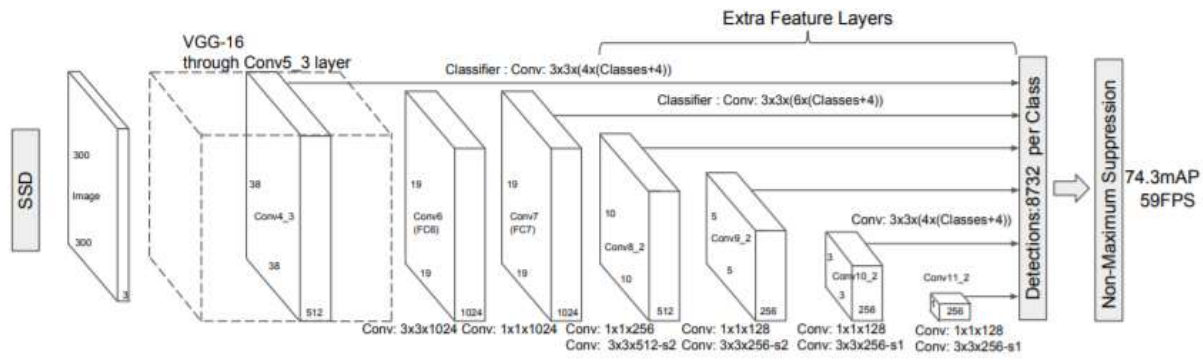 Extra Feature Layers
VGG-16
through Conv5_3 layer
Classifier : Conv: 3x3x(4x(Classes+4))
Classifier : Conv: 3x3x(6x(Classes+4))
SSD
300
Image
300
3
38
Conv4_3
38
512
19
Conv6
(FC6)
19
1024
19
Conv7
(FC7)
19
1024
10
Conv8_2
10
512
5
Conv9_2
5
256
Conv: 3x3x(4x(Classes+4))
3
Conv10_2
3
256
Conv11_2
1
256
Detections:8732 per Class
Non-Maximum Suppression
74.3mAP
59FPS
Conv: 3x3x1024
Conv: 1x1x1024
Conv: 1x1x256
Conv: 3x3x512-s2
Conv: 1x1x128
Conv: 3x3x256-s2
Conv: 1x1x128
Conv: 3x3x256-s1
Conv: 1x1x128
Conv: 3x3x256-s1